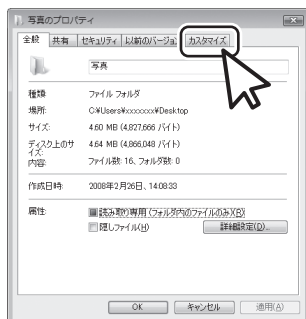 写真のプロパティ
全般 共有 セキュリティ 以前のバージョン カスタマイズ
写真
種類: ファイル フォルダ
場所: C:¥Users¥xxxxxxx¥Desktop
サイズ: 4.60 MB (4,827,666 バイト)
ディスク上のサイズ: 4.64 MB (4,866,048 バイト)
内容: ファイル数: 16、フォルダ数: 0
作成日時: 2008年2月26日、14:08:33
属性: 読み取り専用 (フォルダ内のファイルのみ)(R)
隠しファイル(H) 詳細設定(D)...
OK キャンセル 適用(A)